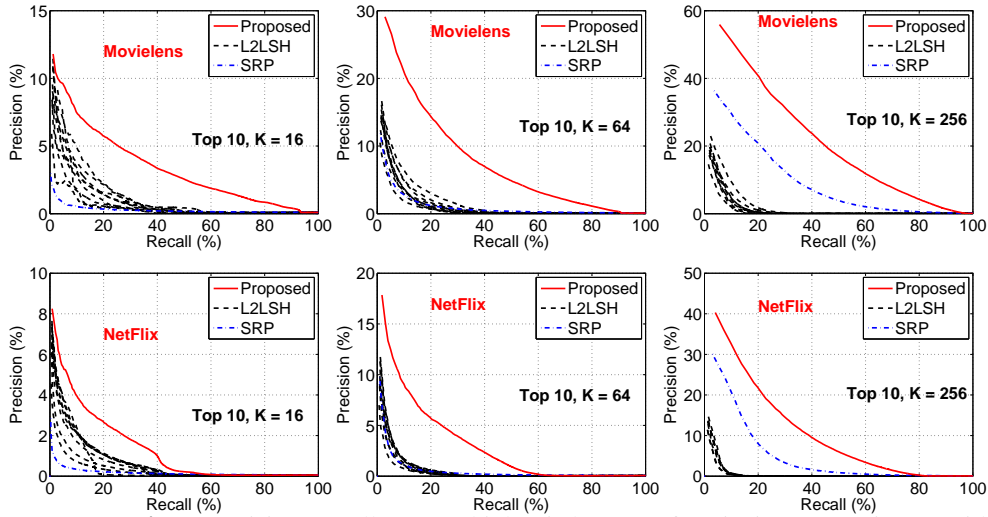 15
10
5
0
Precision (%)
Movielens
Proposed
L2LSH
SRP
Top 10, K = 16
0 20 40 60 80 100
Recall (%)
30
20
10
0
Precision (%)
Movielens
Proposed
L2LSH
SRP
Top 10, K = 64
0 20 40 60 80 100
Recall (%)
60
40
20
0
Precision (%)
Movielens
Proposed
L2LSH
SRP
Top 10, K = 256
0 20 40 60 80 100
Recall (%)
8
6
4
2
0
Precision (%)
NetFlix
Proposed
L2LSH
SRP
Top 10, K = 16
0 20 40 60 80 100
Recall (%)
20
15
10
5
0
Precision (%)
NetFlix
Proposed
L2LSH
SRP
Top 10, K = 64
0 20 40 60 80 100
Recall (%)
50
40
30
20
10
0
Precision (%)
NetFlix
Proposed
L2LSH
SRP
Top 10, K = 256
0 20 40 60 80 100
Recall (%)